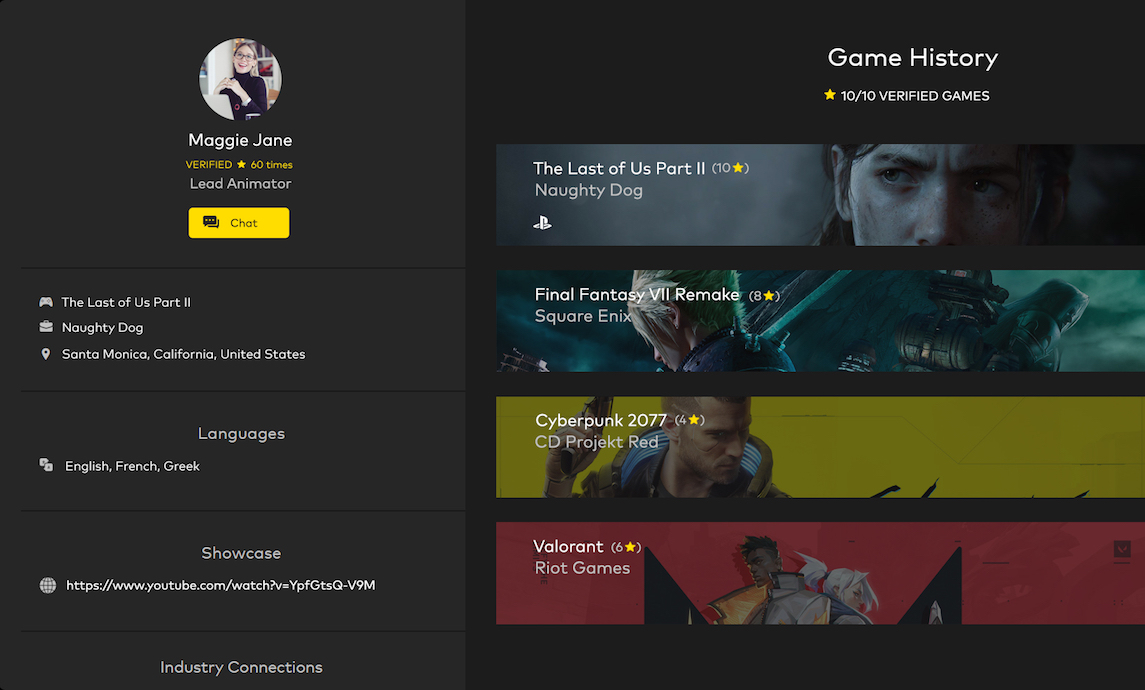 Maggie Jane
VERIFIED ★ 60 times
Lead Animator
Chat
The Last of Us Part II
Naughty Dog
Santa Monica, California, United States
Languages
English, French, Greek
Showcase
https://www.youtube.com/watch?v=YpfGtsQ-V9M
Industry Connections
Game History
★ 10/10 VERIFIED GAMES
The Last of Us Part II (10★)
Naughty Dog
Final Fantasy VII Remake (8★)
Square Enix
Cyberpunk 2077 (4★)
CD Projekt Red
Valorant (6★)
Riot Games